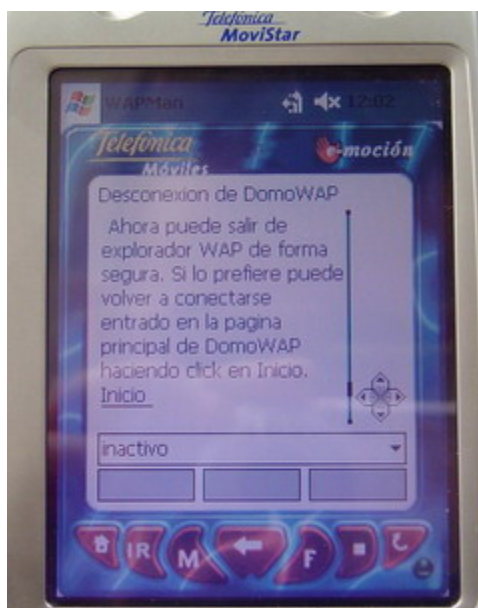 Telefónica
MoviStar
WAPMan 12:02
Telefónica
Móviles
e-moción
Desconexion de DomoWAP
Ahora puede salir de
explorador WAP de forma
segura. Si lo prefiere puede
volver a conectarse
entrado en la pagina
principal de DomoWAP
haciendo click en Inicio.
Inicio
inactivo
IR M F